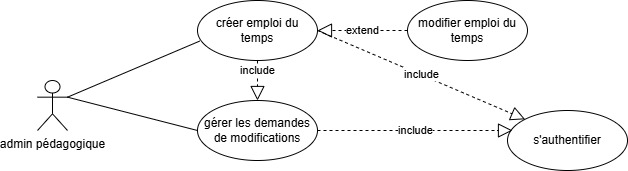 créer emploi du
temps
extend
modifier emploi du
temps
include
include
admin pédagogique
gérer les demandes
de modifications
include
s'authentifier